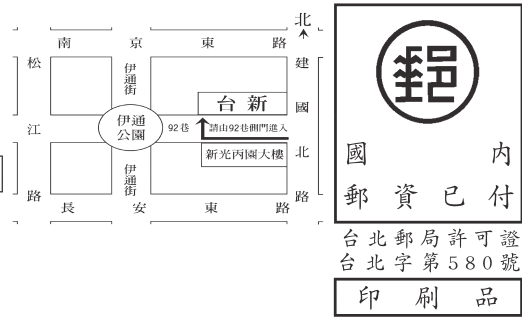 北
南京東路
松江路
伊通街
建國北路
台新
伊通
公園
92巷
請由92巷側門進入
新光丙園大樓
伊通街
長安東路
郵
國內
郵資已付
台北郵局許可證
台北字第580號
印刷品